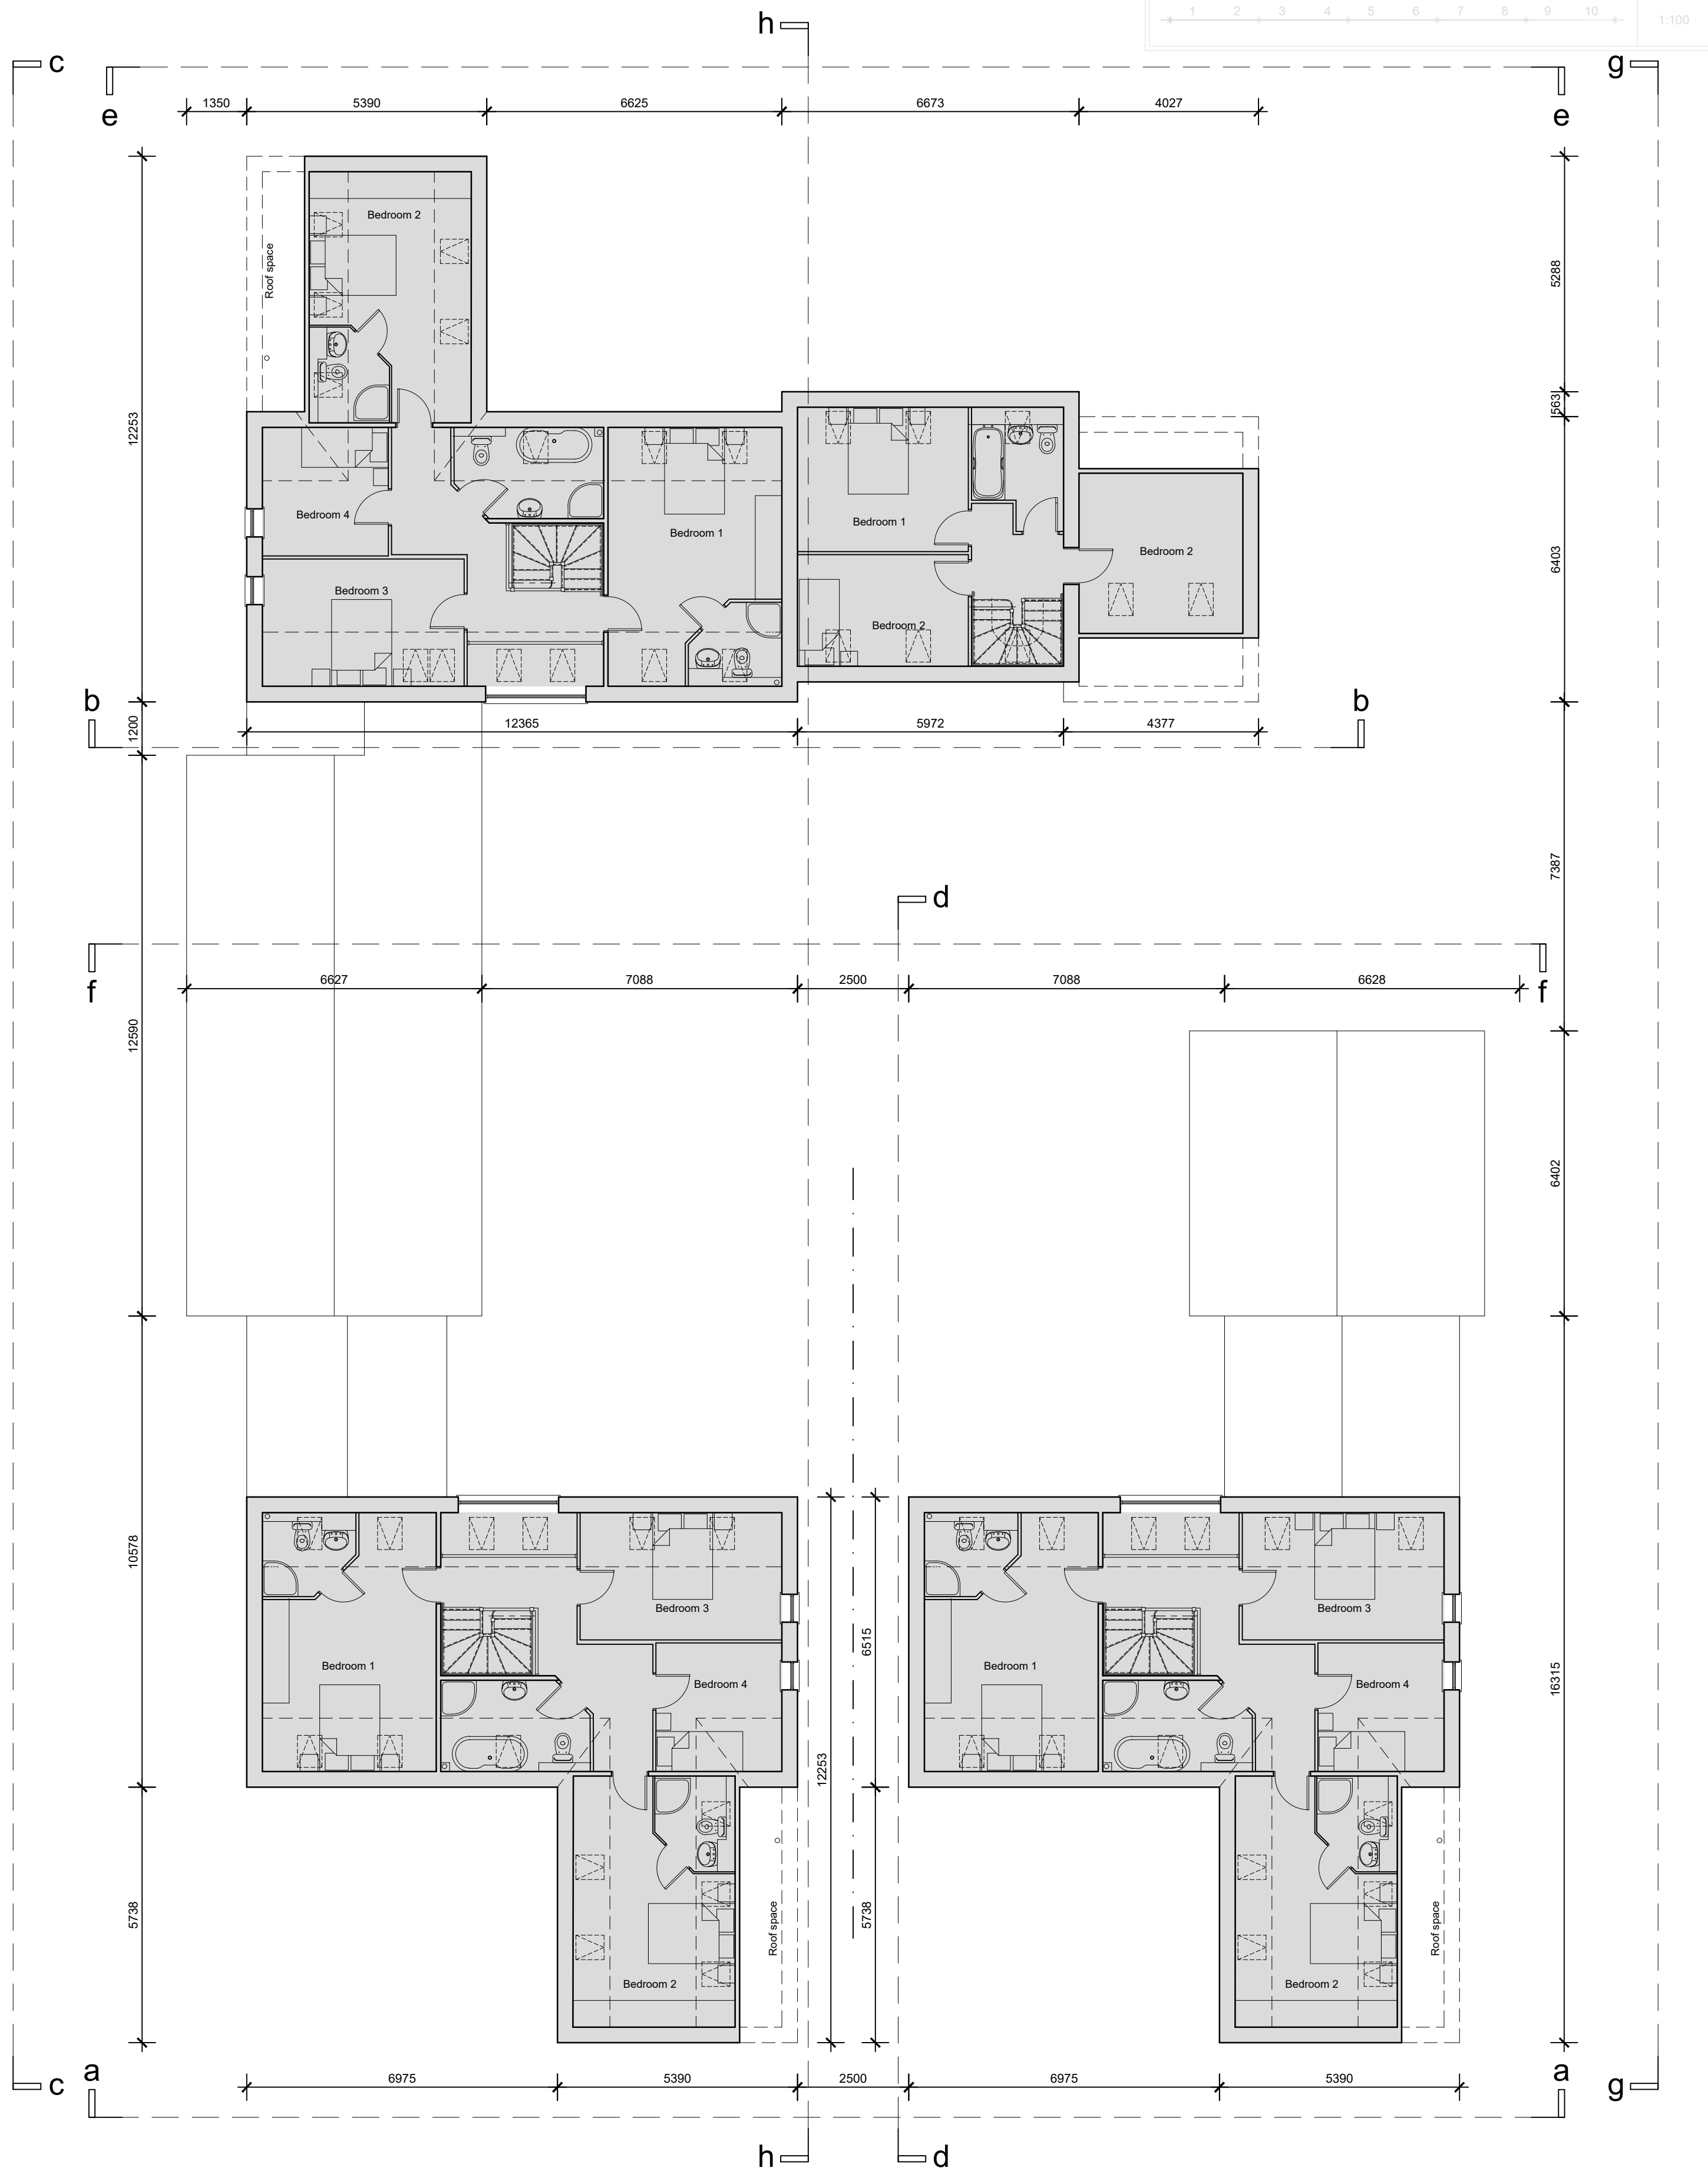 1 2 3 4 5 6 7 8 9 10 1:100
h
c
g
e
e
1350 5390 6625 6673 4027
Bedroom 2
Roof space
5288
12253
563
Bedroom 4
Bedroom 1
Bedroom 1
Bedroom 2
6403
Bedroom 3
Bedroom 2
b
b
1200
12365 5972 4377
7387
d
f
f
6627 7088 2500 7088 6628
12590
6402
10578
6515
Bedroom 3
Bedroom 3
Bedroom 1
Bedroom 1
Bedroom 4
Bedroom 4
16315
12253
5738
5738
Roof space
Roof space
Bedroom 2
Bedroom 2
a
a
c
g
6975 5390 2500 6975 5390
h
d